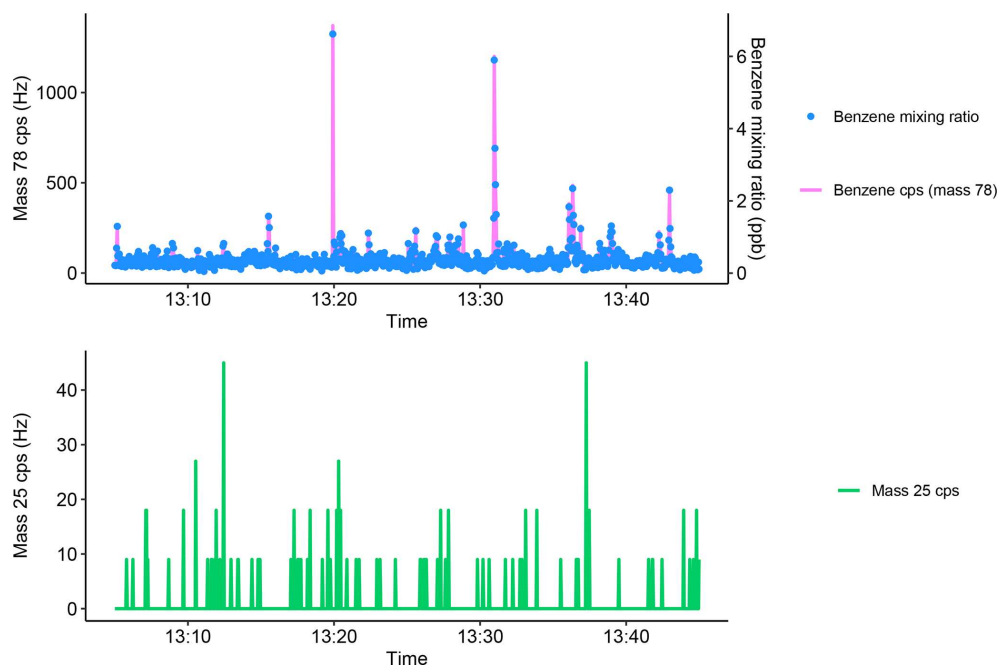 Mass 78 cps (Hz)
1000
500
0
6
4
2
0
Benzene mixing
ratio (ppb)
13:10 13:20 13:30 13:40
Time
Benzene mixing ratio
Benzene cps (mass 78)
Mass 25 cps (Hz)
40
30
20
10
0
13:10 13:20 13:30 13:40
Time
Mass 25 cps